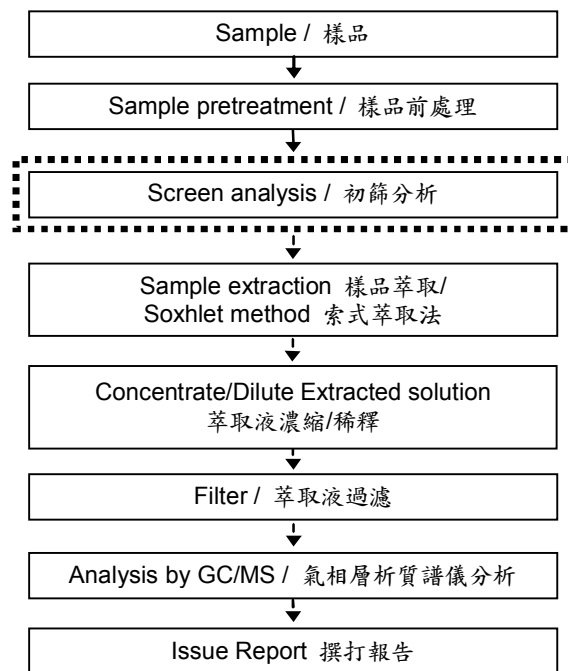 Sample / 樣品
Sample pretreatment / 樣品前處理
Screen analysis / 初篩分析
Sample extraction 樣品萃取/
Soxhlet method 索式萃取法
Concentrate/Dilute Extracted solution
萃取液濃縮/稀釋
Filter / 萃取液過濾
Analysis by GC/MS / 氣相層析質譜儀分析
Issue Report 撰打報告